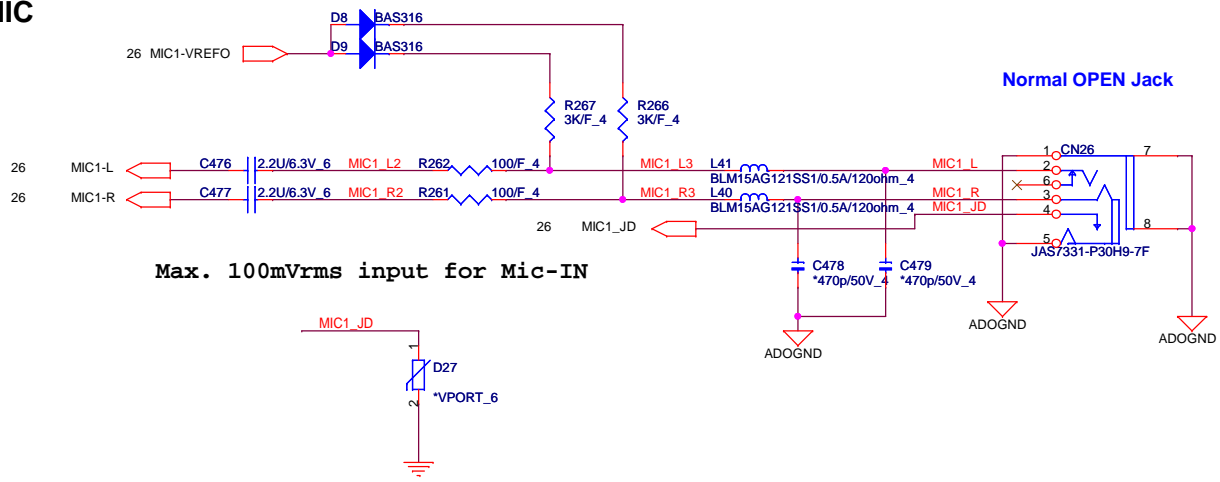 MIC
D8 BAS316
D9 BAS316
26 MIC1-VREFO
Normal OPEN Jack
R267
3K/F_4
R266
3K/F_4
26 MIC1-L
C476 2.2U/6.3V_6 MIC1_L2 R262 100/F_4 MIC1_L3 L41 MIC1_L
BLM15AG121SS1/0.5A/120ohm_4
26 MIC1-R
C477 2.2U/6.3V_6 MIC1_R2 R261 100/F_4 MIC1_R3 L40 MIC1_R
BLM15AG121SS1/0.5A/120ohm_4
MIC1_JD
26 MIC1_JD
1 CN26 7
2
6
3
4 8
5
JAS7331-P30H9-7F
Max. 100mVrms input for Mic-IN
C478
*470p/50V_4
C479
*470p/50V_4
ADOGND
ADOGND
ADOGND
MIC1_JD
1
D27
*VPORT_6
2